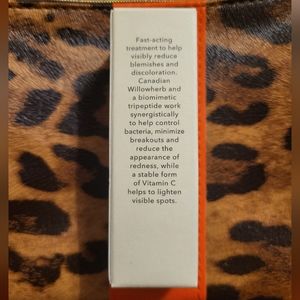 Fast-acting
treatment to help
visibly reduce
blemishes and
discoloration.
Canadian
Willowherb and
a biomimetic
tripeptide work
synergistically
to help control
bacteria, minimize
breakouts and
reduce the
appearance of
redness, while
a stable form
of Vitamin C
helps to lighten
visible spots.